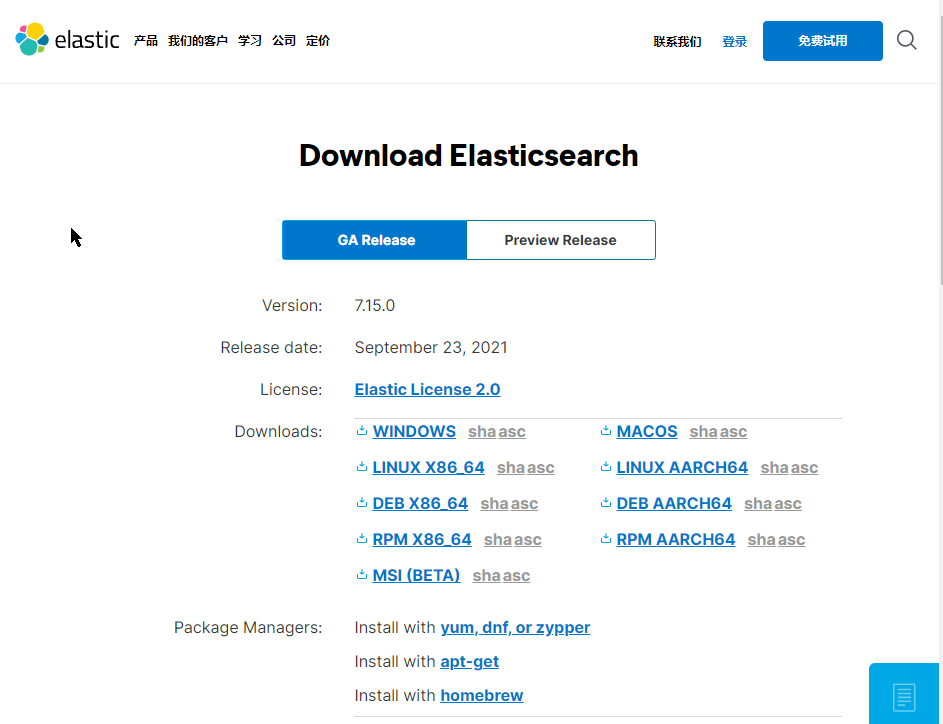 elastic 产品 我们的客户 学习 公司 定价 联系我们 登录 免费试用
Download Elasticsearch
GA Release Preview Release
Version: 7.15.0
Release date: September 23, 2021
License: Elastic License 2.0
Downloads: WINDOWS sha asc MACOS sha asc
LINUX X86_64 sha asc LINUX AARCH64 sha asc
DEB X86_64 sha asc DEB AARCH64 sha asc
RPM X86_64 sha asc RPM AARCH64 sha asc
MSI (BETA) sha asc
Package Managers: Install with yum, dnf, or zypper
Install with apt-get
Install with homebrew